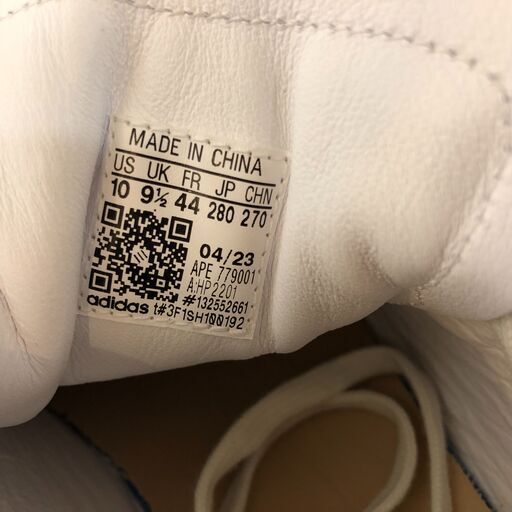 MADE IN CHINA
US UK FR JP CHN
10 9½ 44 280 270
04/23
APE 779001
A:HP2201
#132552661
adidas t#3F1SH100192